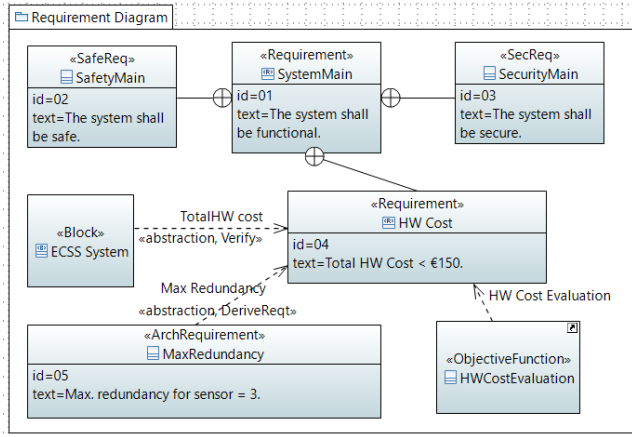 Requirement Diagram
«SafeReq»
SafetyMain
id=02
text=The system shall
be safe.
«Requirement»
SystemMain
id=01
text=The system shall
be functional.
«SecReq»
SecurityMain
id=03
text=The system shall
be secure.
«Block»
ECSS System
TotalHW cost
«abstraction, Verify»
«Requirement»
HW Cost
id=04
text=Total HW Cost < €150.
Max Redundancy
«abstraction, DeriveReqt»
HW Cost Evaluation
«ArchRequirement»
MaxRedundancy
id=05
text=Max. redundancy for sensor = 3.
«ObjectiveFunction»
HWCostEvaluation